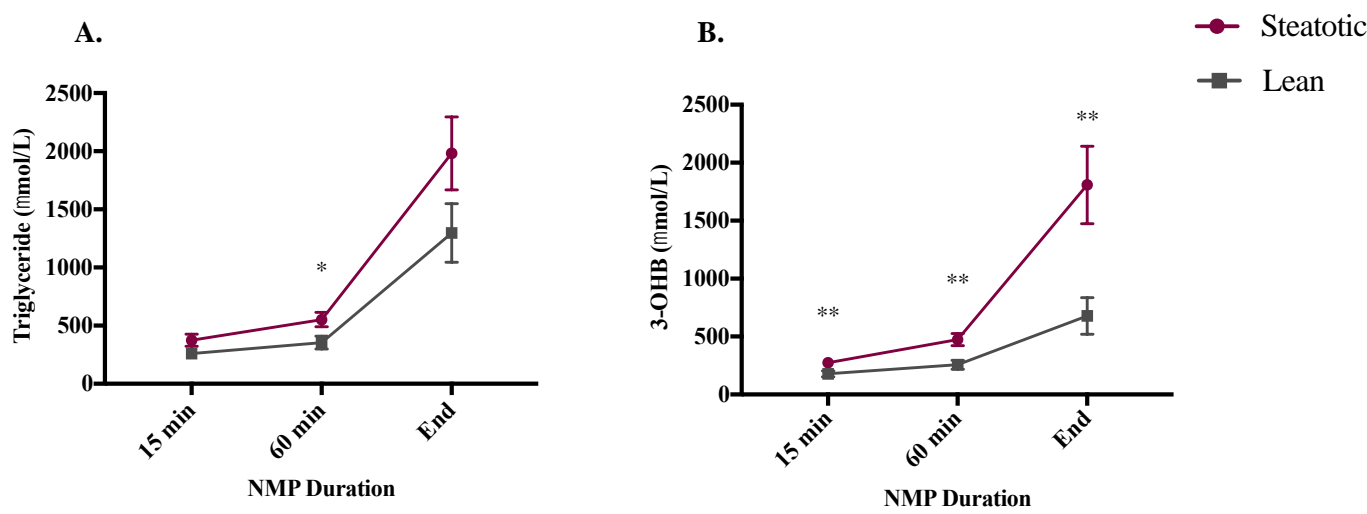 A.
2500
2000
1500
1000
500
0
Triglyceride (mmol/L)
*
15 min
60 min
End
NMP Duration
B.
2500
2000
1500
1000
500
0
3-OHB (mmol/L)
**
**
**
15 min
60 min
End
NMP Duration
Steatotic
Lean